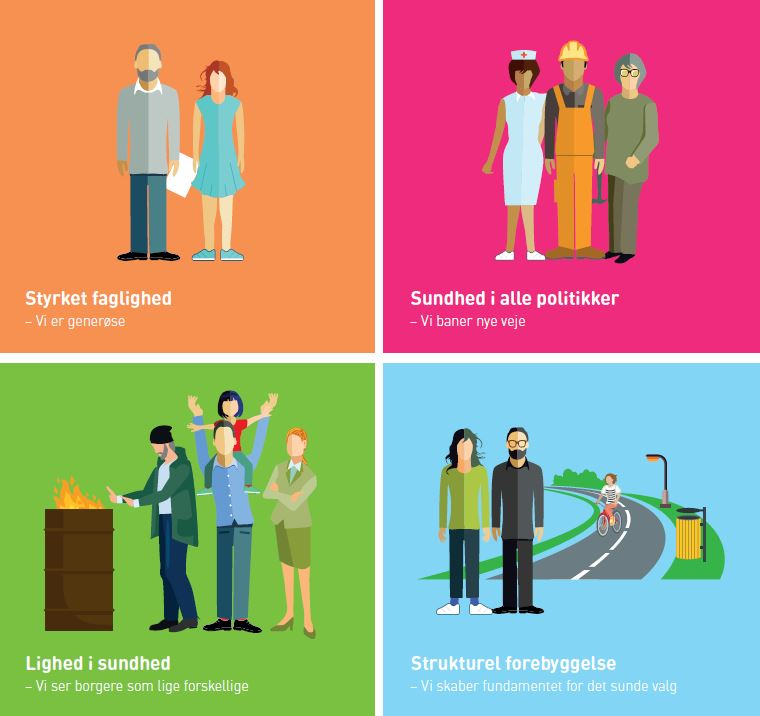 Styrket faglighed
– Vi er generøse
Sundhed i alle politikker
– Vi baner nye veje
Lighed i sundhed
– Vi ser borgere som lige forskellige
Strukturel forebyggelse
– Vi skaber fundamentet for det sunde valg